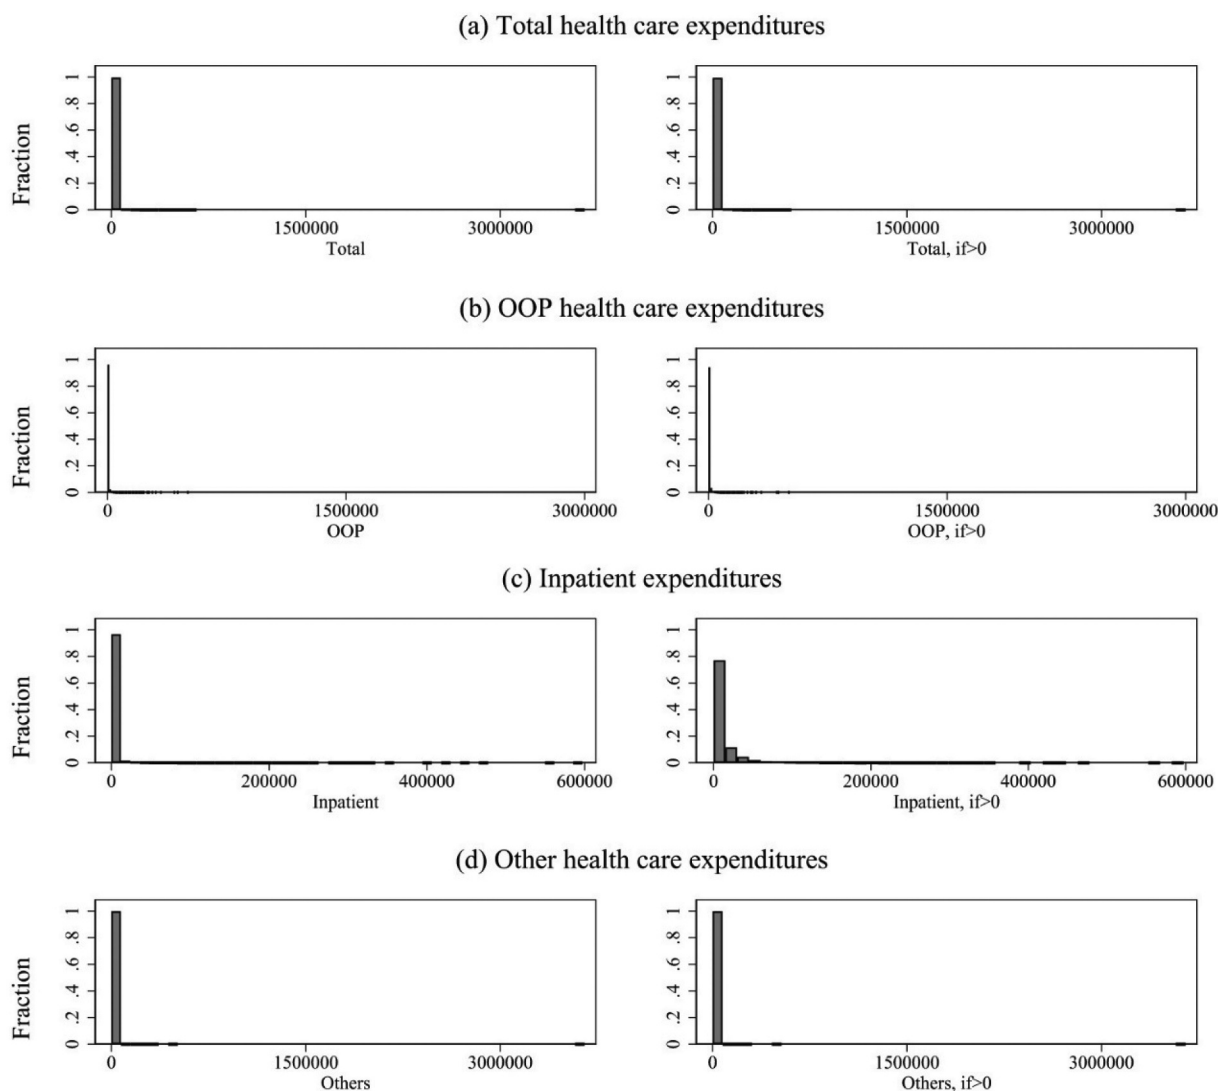 (a) Total health care expenditures
Fraction
0 .2 .4 .6 .8 1
0 1500000 3000000
Total
0 .2 .4 .6 .8 1
0 1500000 3000000
Total, if>0
(b) OOP health care expenditures
Fraction
0 .2 .4 .6 .8 1
0 1500000 3000000
OOP
0 .2 .4 .6 .8 1
0 1500000 3000000
OOP, if>0
(c) Inpatient expenditures
Fraction
0 .2 .4 .6 .8 1
0 200000 400000 600000
Inpatient
0 .2 .4 .6 .8 1
0 200000 400000 600000
Inpatient, if>0
(d) Other health care expenditures
Fraction
0 .2 .4 .6 .8 1
0 1500000 3000000
Others
0 .2 .4 .6 .8 1
0 1500000 3000000
Others, if>0